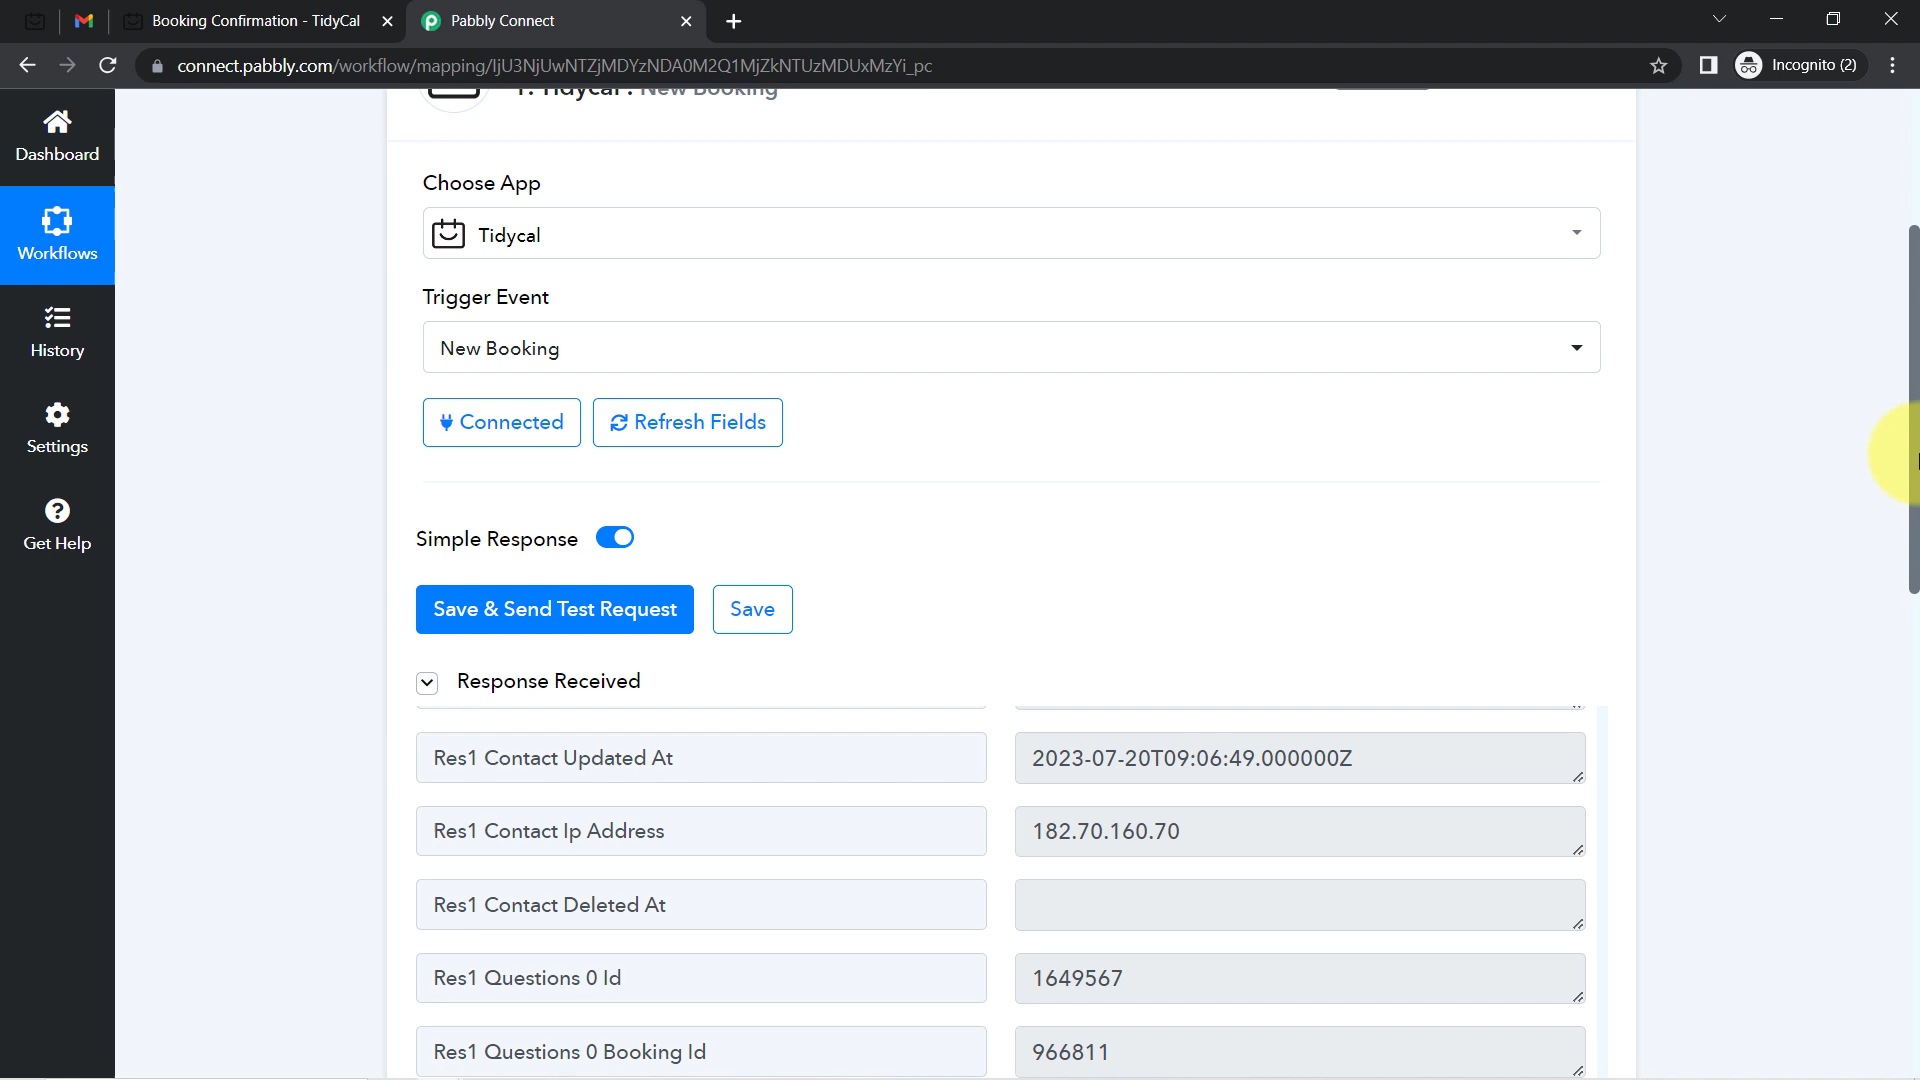 Booking Confirmation - TidyCal
Pabbly Connect
connect.pabbly.com/workflow/mapping/IjU3NjUwNTZjMDYzNDA0M2Q1MjZkNTUzMDUxMzYi_pc
Incognito (2)
Dashboard
Workflows
History
Settings
Get Help
1. Tidycal : New Booking
Choose App
Tidycal
Trigger Event
New Booking
Connected
Refresh Fields
Simple Response
Save & Send Test Request
Save
Response Received
Res1 Contact Updated At
2023-07-20T09:06:49.000000Z
Res1 Contact Ip Address
182.70.160.70
Res1 Contact Deleted At
Res1 Questions 0 Id
1649567
Res1 Questions 0 Booking Id
966811